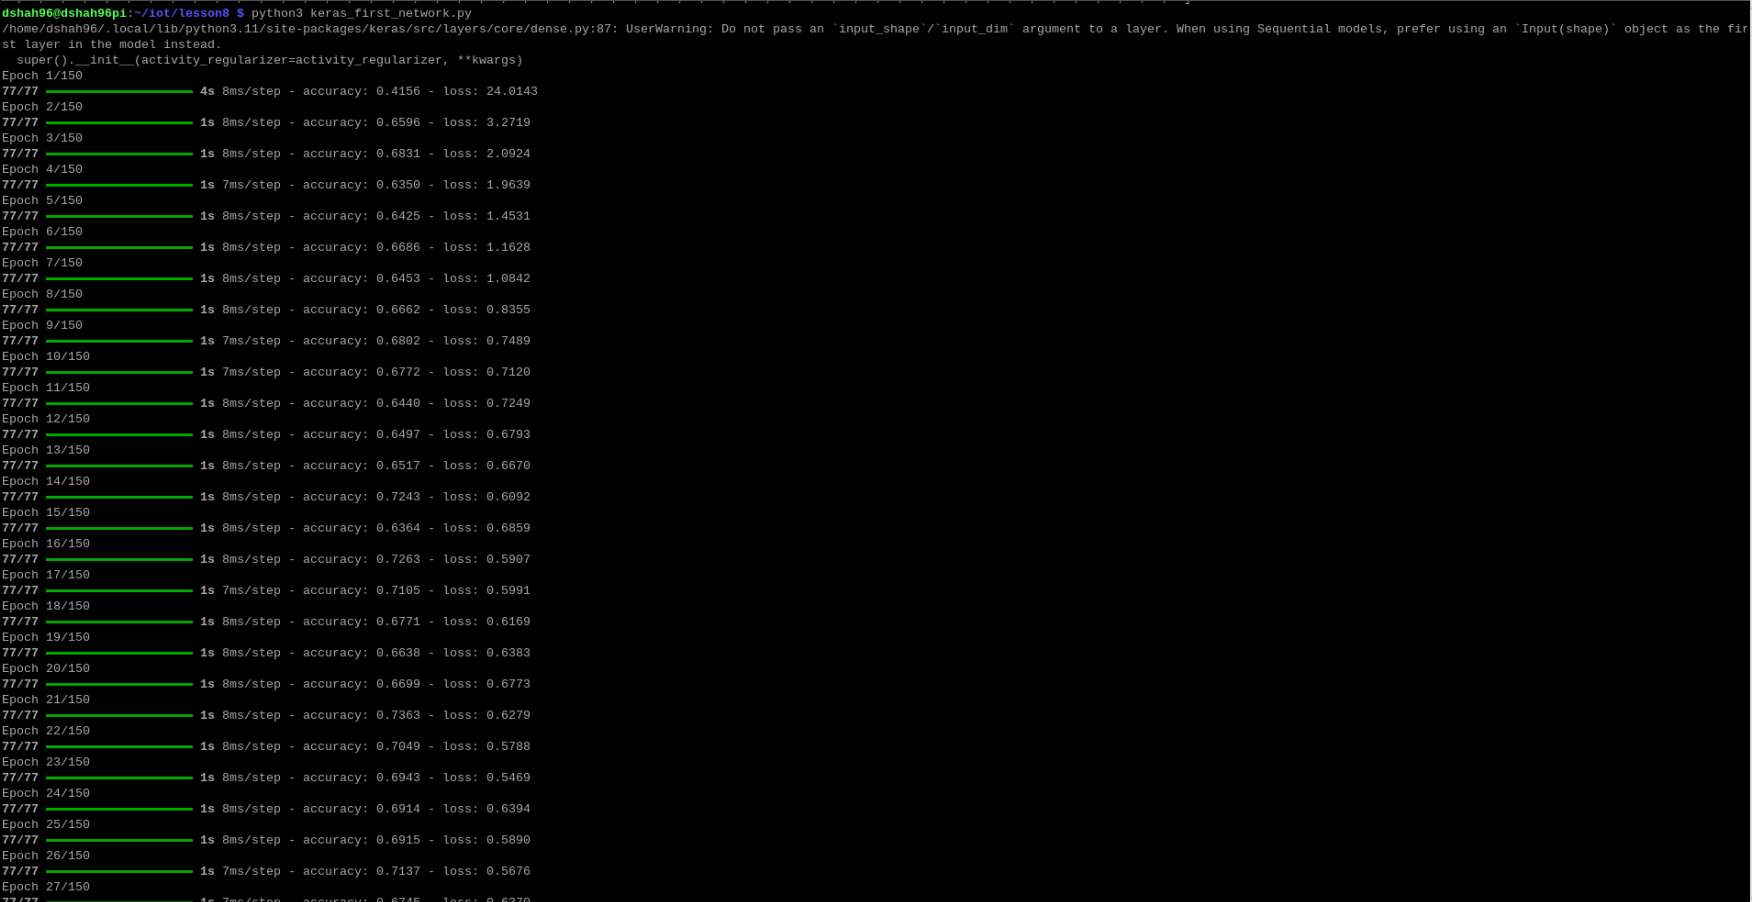 dshah96@dshah96pi:~/iot/lesson8 $ python3 keras_first_network.py
/home/dshah96/.local/lib/python3.11/site-packages/keras/src/layers/core/dense.py:87: UserWarning: Do not pass an `input_shape`/`input_dim` argument to a layer. When using Sequential models, prefer using an `Input(shape)` object as the fir
st layer in the model instead.
  super().__init__(activity_regularizer=activity_regularizer, **kwargs)
Epoch 1/150
77/77 4s 8ms/step - accuracy: 0.4156 - loss: 24.0143
Epoch 2/150
77/77 1s 8ms/step - accuracy: 0.6596 - loss: 3.2719
Epoch 3/150
77/77 1s 8ms/step - accuracy: 0.6831 - loss: 2.0924
Epoch 4/150
77/77 1s 7ms/step - accuracy: 0.6350 - loss: 1.9639
Epoch 5/150
77/77 1s 8ms/step - accuracy: 0.6425 - loss: 1.4531
Epoch 6/150
77/77 1s 8ms/step - accuracy: 0.6686 - loss: 1.1628
Epoch 7/150
77/77 1s 8ms/step - accuracy: 0.6453 - loss: 1.0842
Epoch 8/150
77/77 1s 8ms/step - accuracy: 0.6662 - loss: 0.8355
Epoch 9/150
77/77 1s 7ms/step - accuracy: 0.6802 - loss: 0.7489
Epoch 10/150
77/77 1s 7ms/step - accuracy: 0.6772 - loss: 0.7120
Epoch 11/150
77/77 1s 8ms/step - accuracy: 0.6440 - loss: 0.7249
Epoch 12/150
77/77 1s 8ms/step - accuracy: 0.6497 - loss: 0.6793
Epoch 13/150
77/77 1s 8ms/step - accuracy: 0.6517 - loss: 0.6670
Epoch 14/150
77/77 1s 8ms/step - accuracy: 0.7243 - loss: 0.6092
Epoch 15/150
77/77 1s 8ms/step - accuracy: 0.6364 - loss: 0.6859
Epoch 16/150
77/77 1s 8ms/step - accuracy: 0.7263 - loss: 0.5907
Epoch 17/150
77/77 1s 7ms/step - accuracy: 0.7105 - loss: 0.5991
Epoch 18/150
77/77 1s 8ms/step - accuracy: 0.6771 - loss: 0.6169
Epoch 19/150
77/77 1s 8ms/step - accuracy: 0.6638 - loss: 0.6383
Epoch 20/150
77/77 1s 8ms/step - accuracy: 0.6699 - loss: 0.6773
Epoch 21/150
77/77 1s 8ms/step - accuracy: 0.7363 - loss: 0.6279
Epoch 22/150
77/77 1s 8ms/step - accuracy: 0.7049 - loss: 0.5788
Epoch 23/150
77/77 1s 8ms/step - accuracy: 0.6943 - loss: 0.5469
Epoch 24/150
77/77 1s 8ms/step - accuracy: 0.6914 - loss: 0.6394
Epoch 25/150
77/77 1s 8ms/step - accuracy: 0.6915 - loss: 0.5890
Epoch 26/150
77/77 1s 7ms/step - accuracy: 0.7137 - loss: 0.5676
Epoch 27/150
77/77 1s 7ms/step - accuracy: - loss: